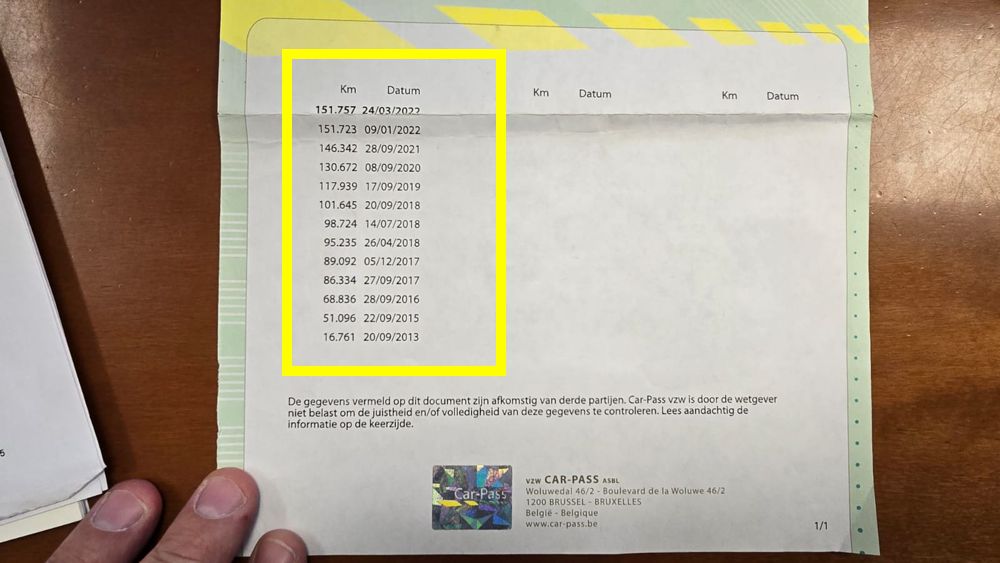 Km Datum Km Datum Km Datum
151.757 24/03/2022
151.723 09/01/2022
146.342 28/09/2021
130.672 08/09/2020
117.939 17/09/2019
101.645 20/09/2018
98.724 14/07/2018
95.235 26/04/2018
89.092 05/12/2017
86.334 27/09/2017
68.836 28/09/2016
51.096 22/09/2015
16.761 20/09/2013
De gegevens vermeld op dit document zijn afkomstig van derde partijen. Car-Pass vzw is door de wetgever
niet belast om de juistheid en/of volledigheid van deze gegevens te controleren. Lees aandachtig de
informatie op de keerzijde.
Car-Pass
VZW CAR-PASS ASBL
Woluwedal 46/2 - Boulevard de la Woluwe 46/2
1200 BRUSSEL - BRUXELLES
België - Belgique
www.car-pass.be
1/1
5